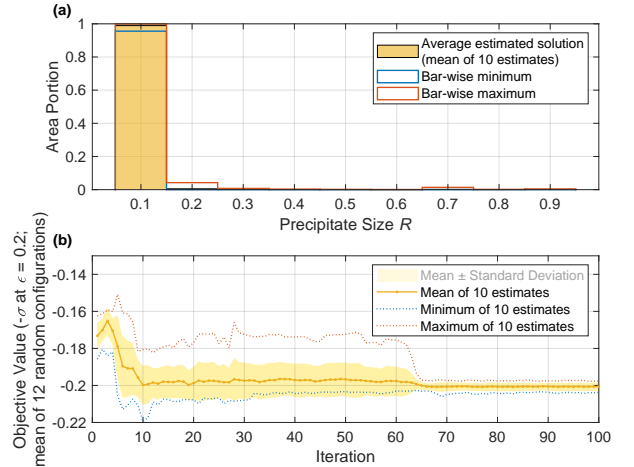 (a)
1
0.8
0.6
0.4
0.2
0
Area Portion
Average estimated solution
(mean of 10 estimates)
Bar-wise minimum
Bar-wise maximum
0.1 0.2 0.3 0.4 0.5 0.6 0.7 0.8 0.9
Precipitate Size R
(b)
Objective Value (-σ at ϵ = 0.2;
mean of 12 random configurations)
-0.14
-0.16
-0.18
-0.2
-0.22
Mean ± Standard Deviation
Mean of 10 estimates
Minimum of 10 estimates
Maximum of 10 estimates
0 10 20 30 40 50 60 70 80 90 100
Iteration